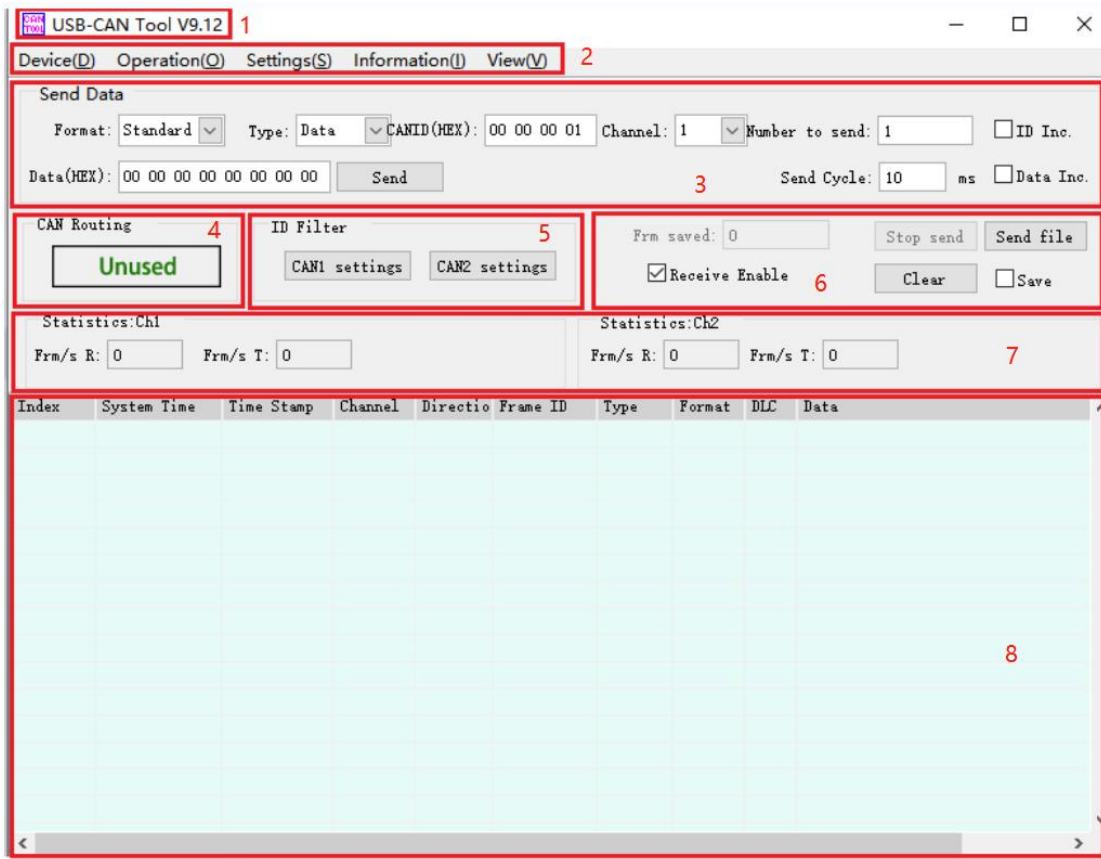 CAN TOOL USB-CAN Tool V9.12 1
Device(D) Operation(O) Settings(S) Information(I) View(V) 2
Send Data
Format: Standard Type: Data CANID(HEX): 00 00 00 01 Channel: 1 Number to send: 1 ID Inc.
Data(HEX): 00 00 00 00 00 00 00 00 Send 3 Send Cycle: 10 ms Data Inc.
CAN Routing 4 ID Filter 5 Frm saved: 0 Stop send Send file
Unused CAN1 settings CAN2 settings Receive Enable 6 Clear Save
Statistics:Ch1 Statistics:Ch2
Frm/s R: 0 Frm/s T: 0 Frm/s R: 0 Frm/s T: 0 7
Index System Time Time Stamp Channel Directio Frame ID Type Format DLC Data
8